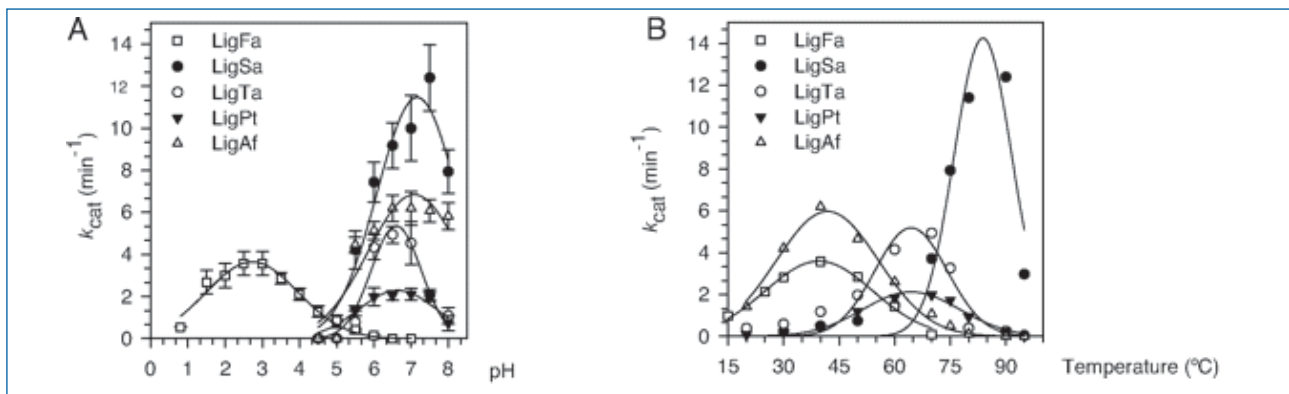 A
14
12
10
8
6
4
2
0
k_cat (min^-1)
LigFa
LigSa
LigTa
LigPt
LigAf
0 1 2 3 4 5 6 7 8 pH
B
14
12
10
8
6
4
2
0
k_cat (min^-1)
LigFa
LigSa
LigTa
LigPt
LigAf
15 30 45 60 75 90 Temperature (ºC)